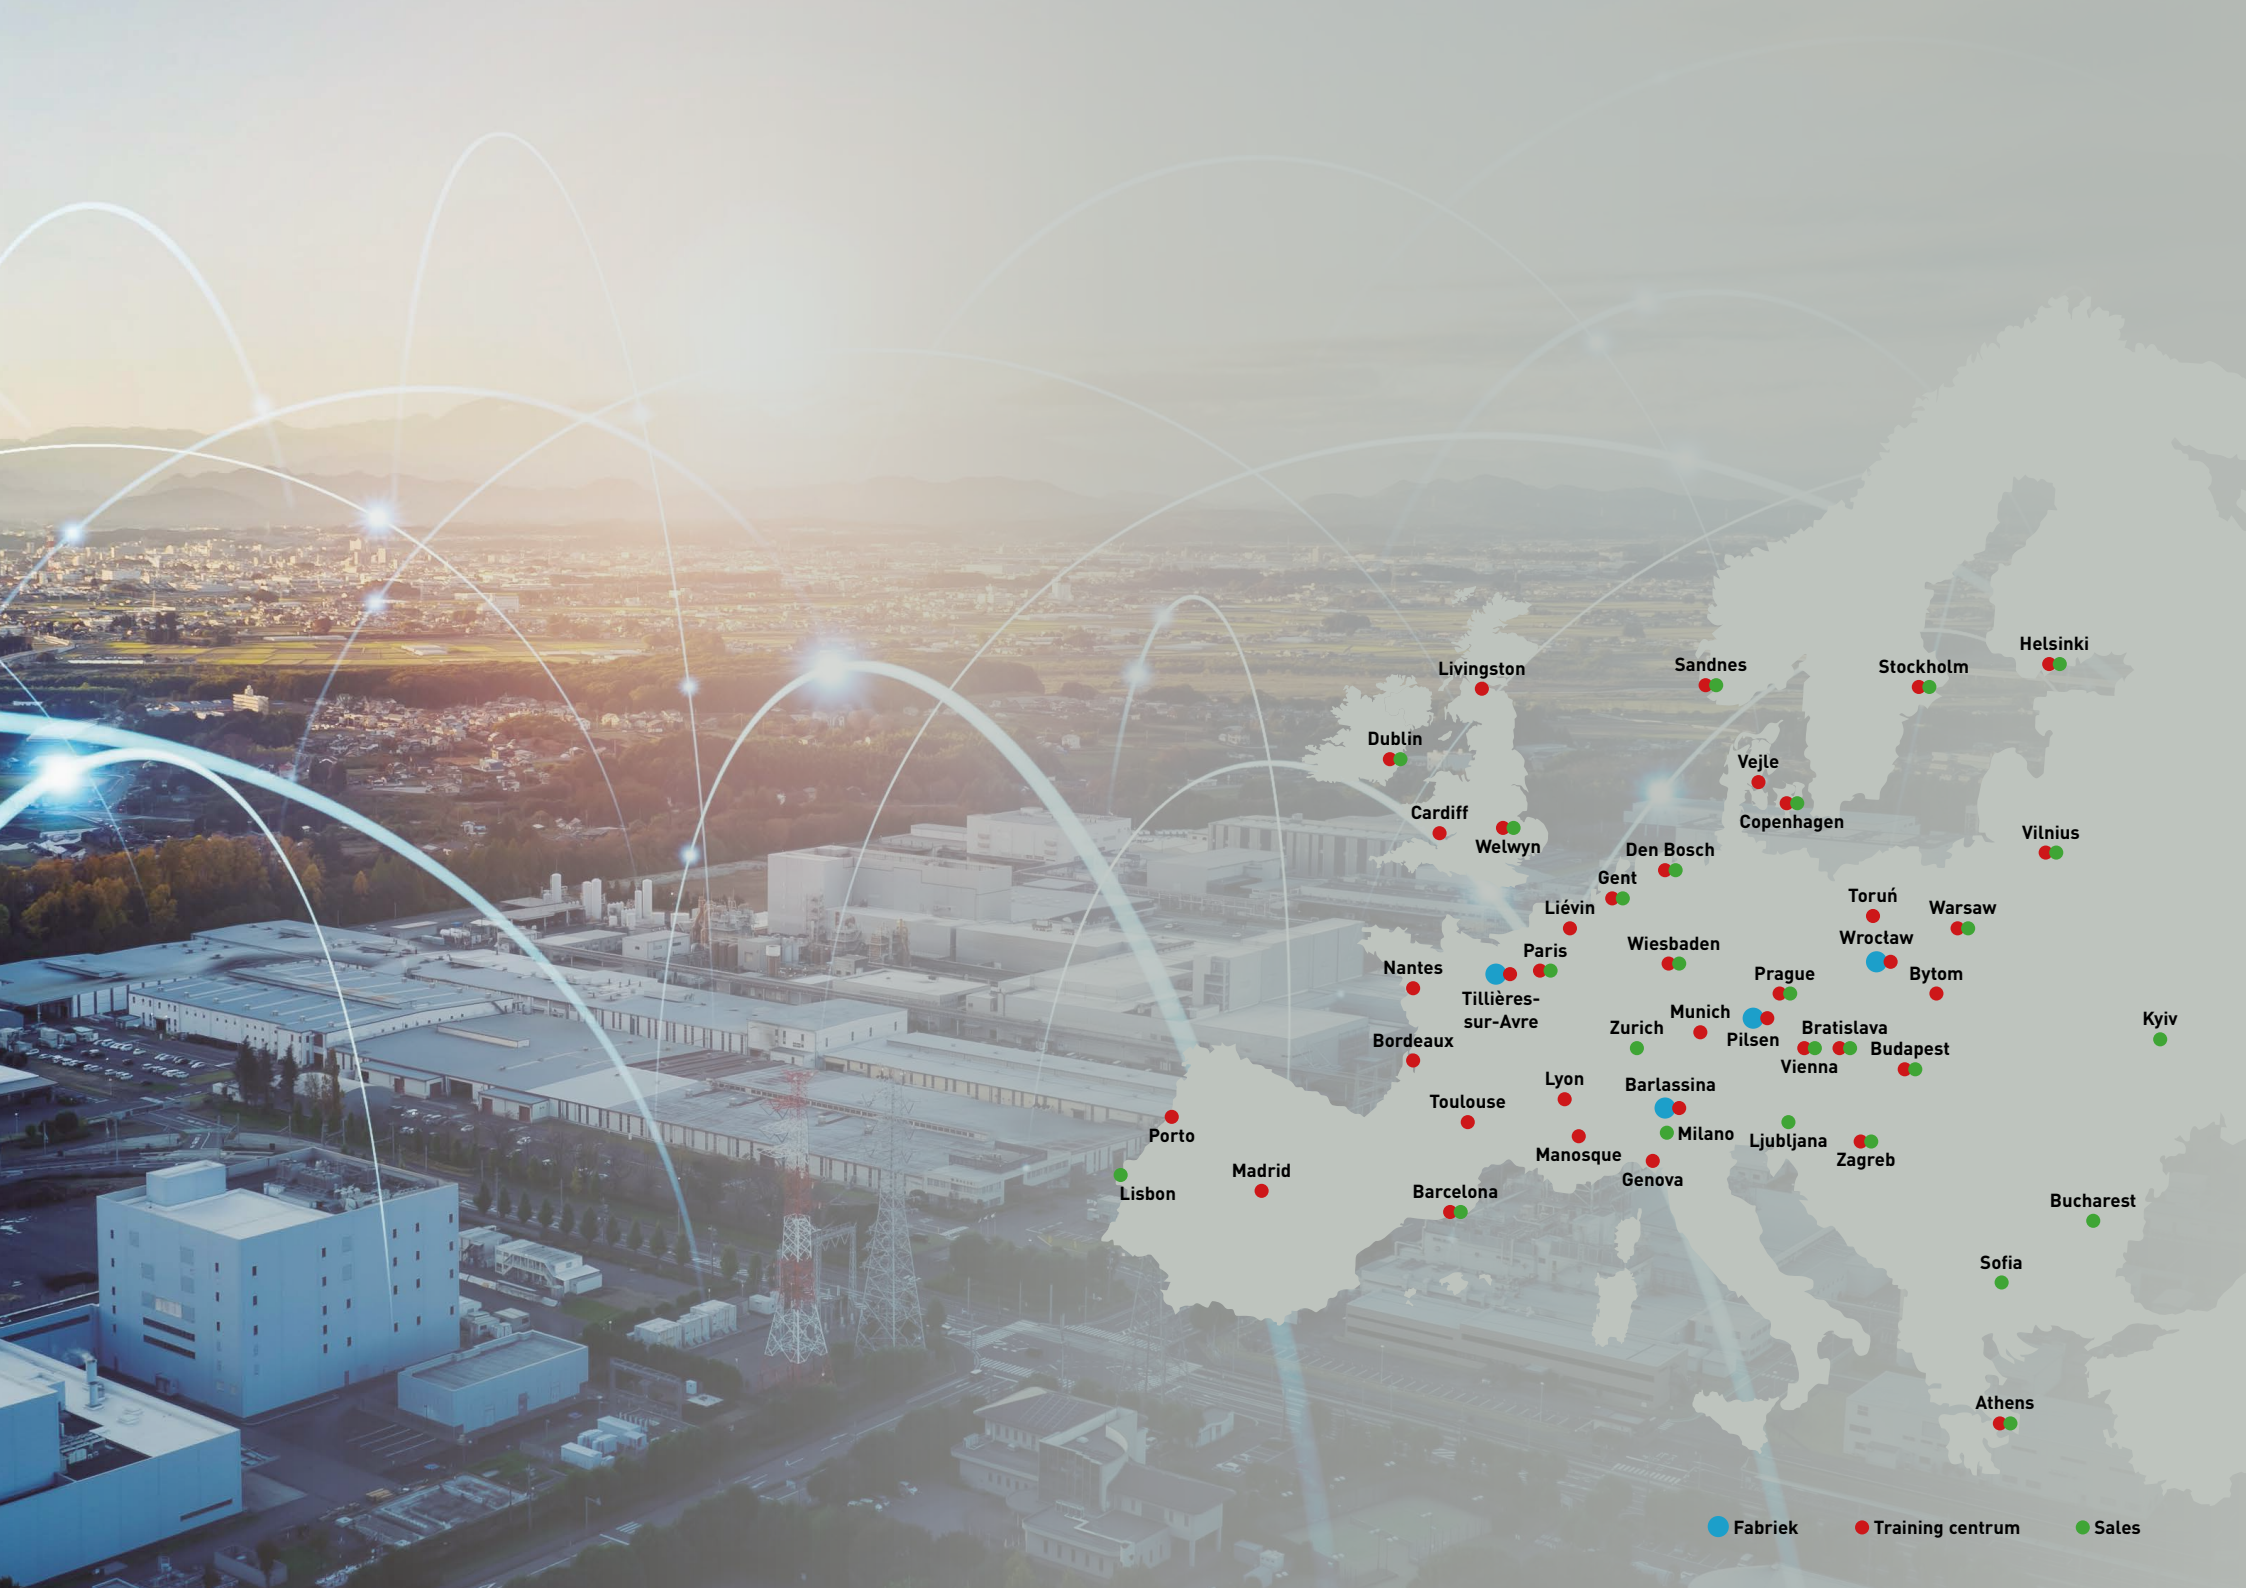 Helsinki
Sandnes
Stockholm
Livingston
Dublin
Vejle
Cardiff
Copenhagen
Vilnius
Welwyn
Den Bosch
Gent
Toruń
Liévin
Warsaw
Wrocław
Wiesbaden
Paris
Nantes
Prague
Bytom
Tillières-
sur-Avre
Munich
Kyiv
Zurich
Bratislava
Pilsen
Bordeaux
Budapest
Vienna
Lyon
Barlassina
Toulouse
Porto
Milano
Ljubljana
Manosque
Zagreb
Madrid
Genova
Lisbon
Barcelona
Bucharest
Sofia
Athens
Fabriek
Training centrum
Sales